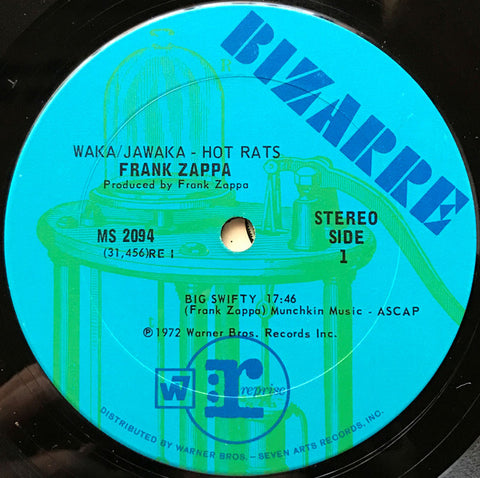 BIZARRE
WAKA/JAWAKA - HOT RATS
FRANK ZAPPA
Produced by Frank Zappa
MS 2094
(31,456)RE I
STEREO
SIDE
1
BIG SWIFTY 17:46
(Frank Zappa) Munchkin Music - ASCAP
℗1972 Warner Bros. Records Inc.
W7
:r
reprise
DISTRIBUTED BY WARNER BROS. - SEVEN ARTS RECORDS, INC.